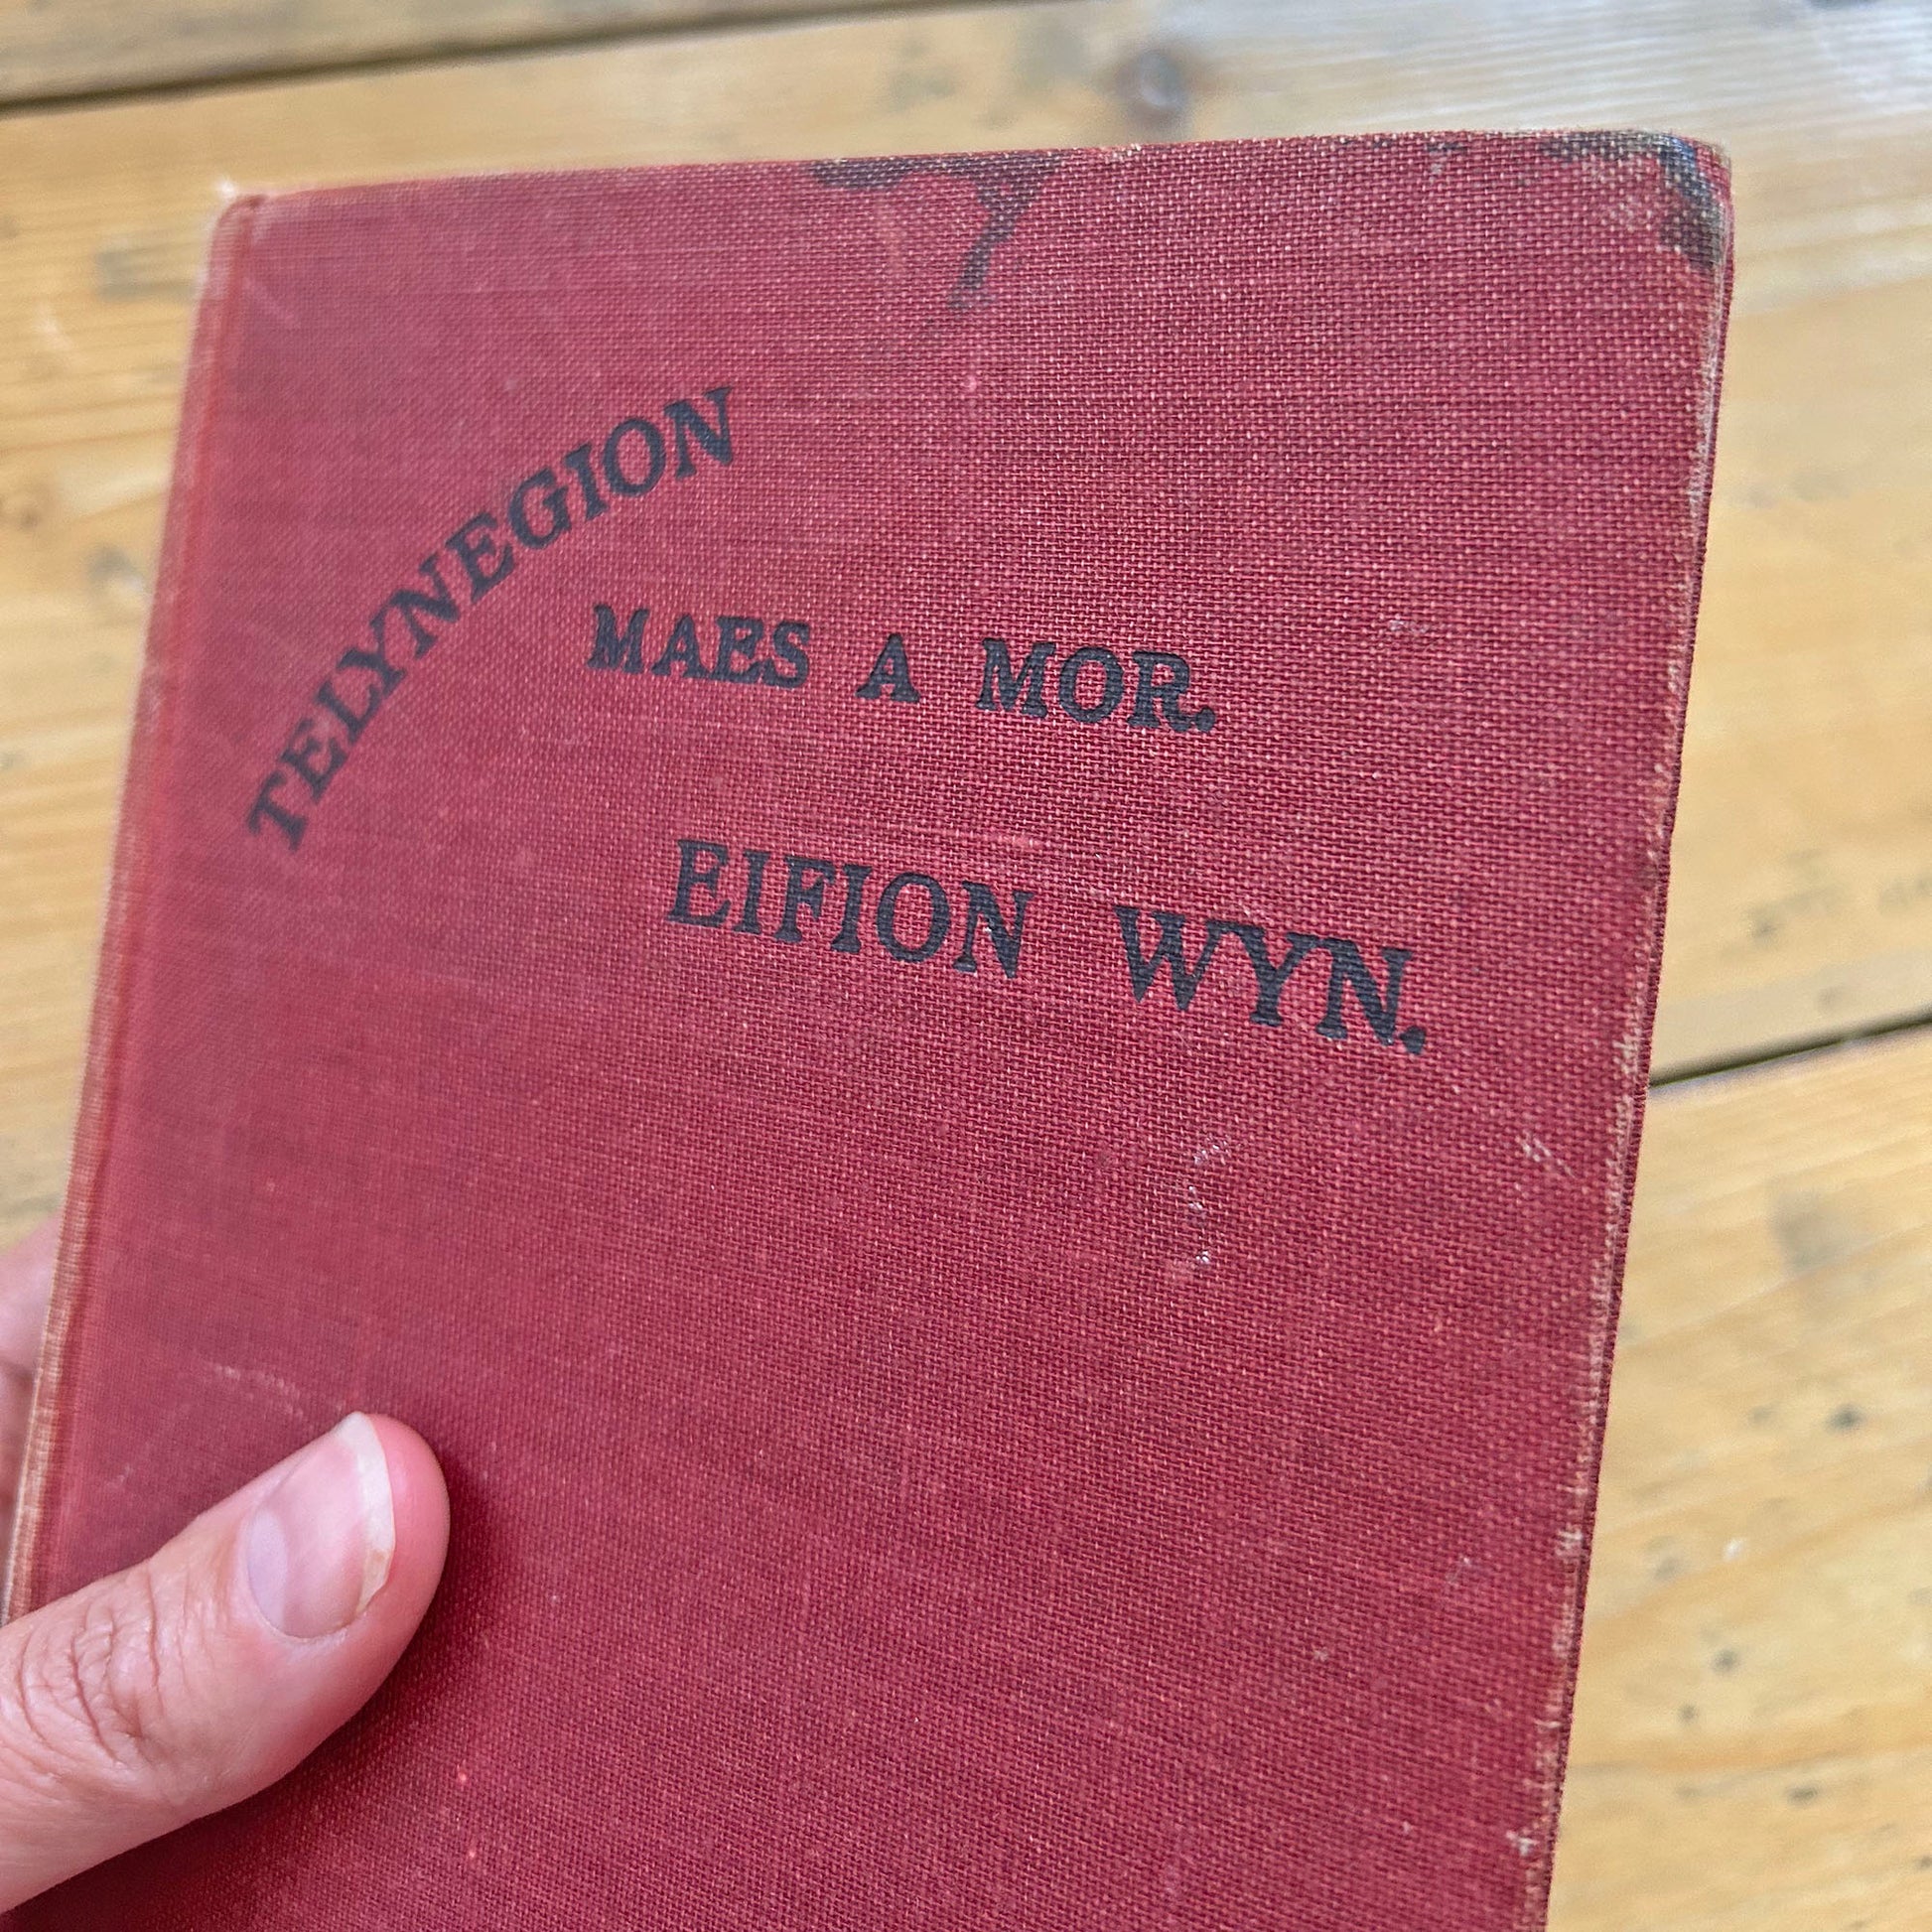 TELYNEGION
MAES A MOR.
EIFION WYN.